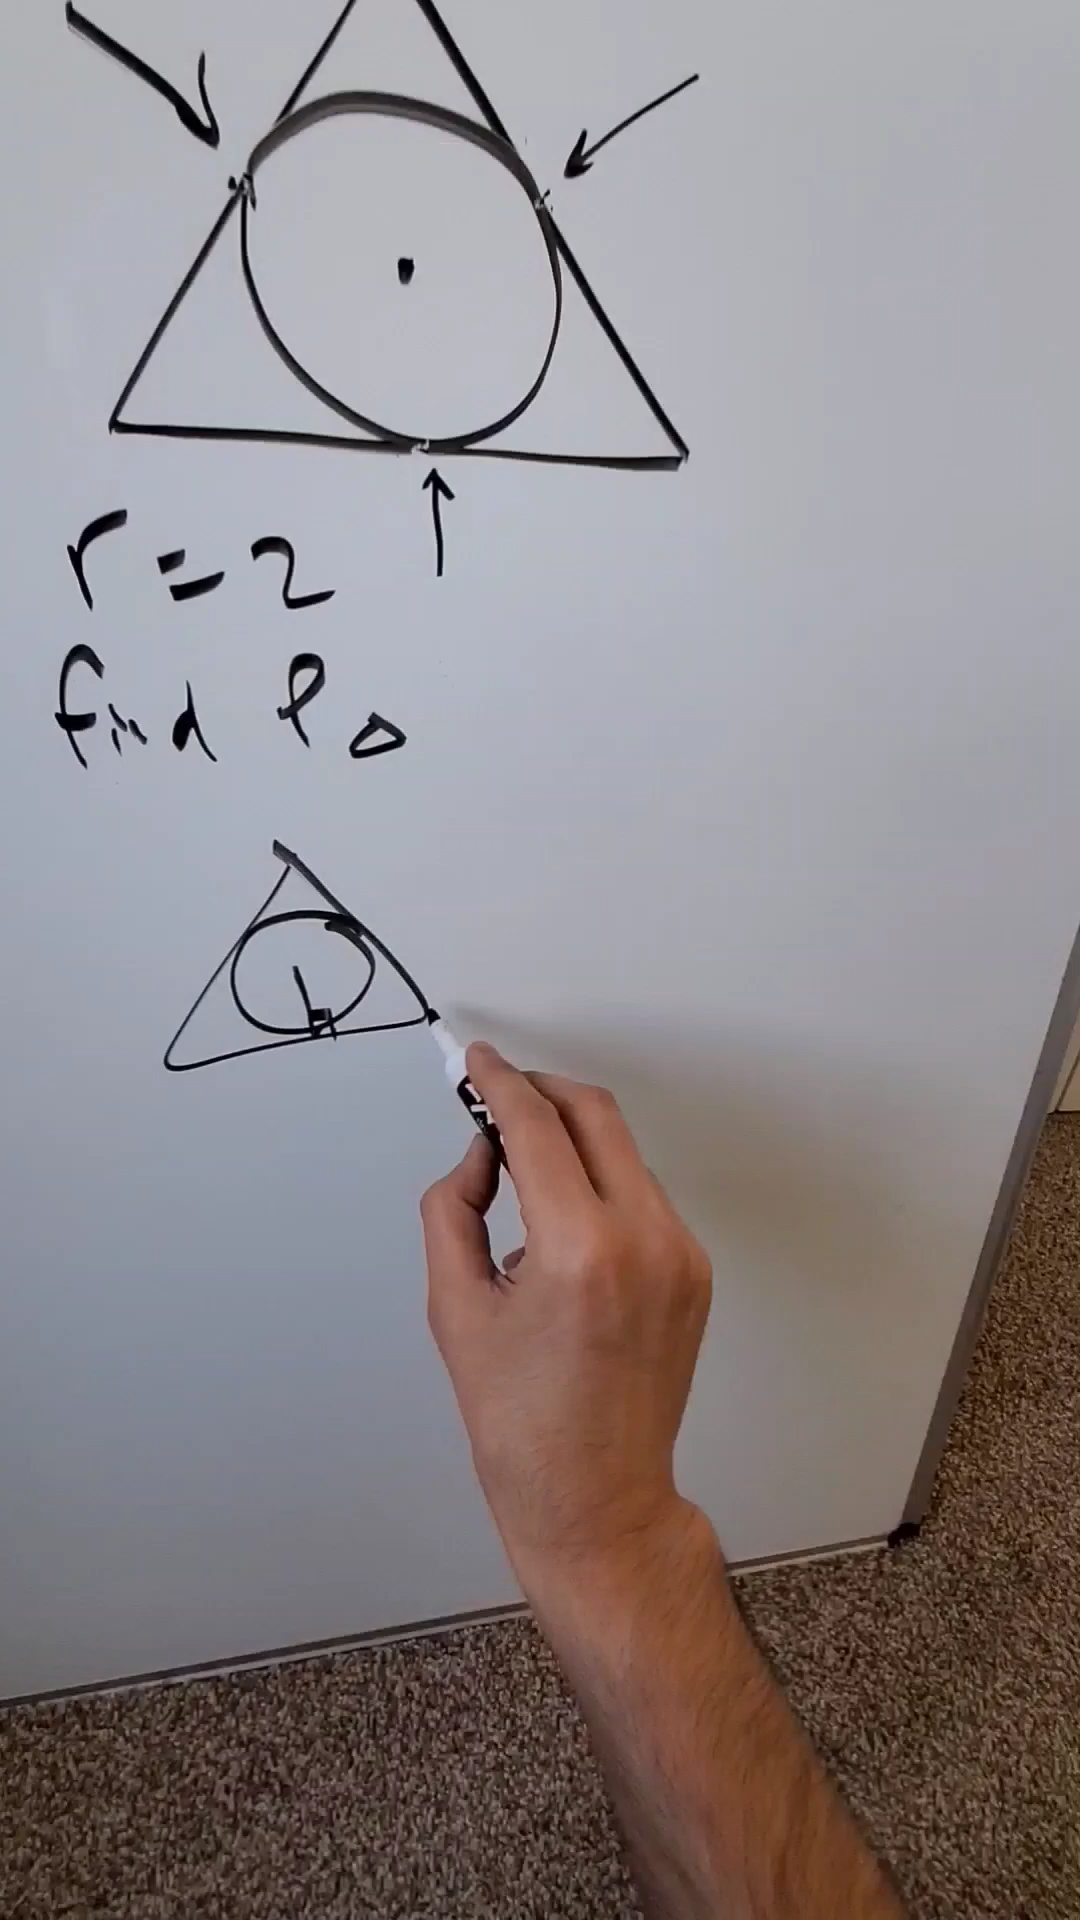 r = 2
find P△